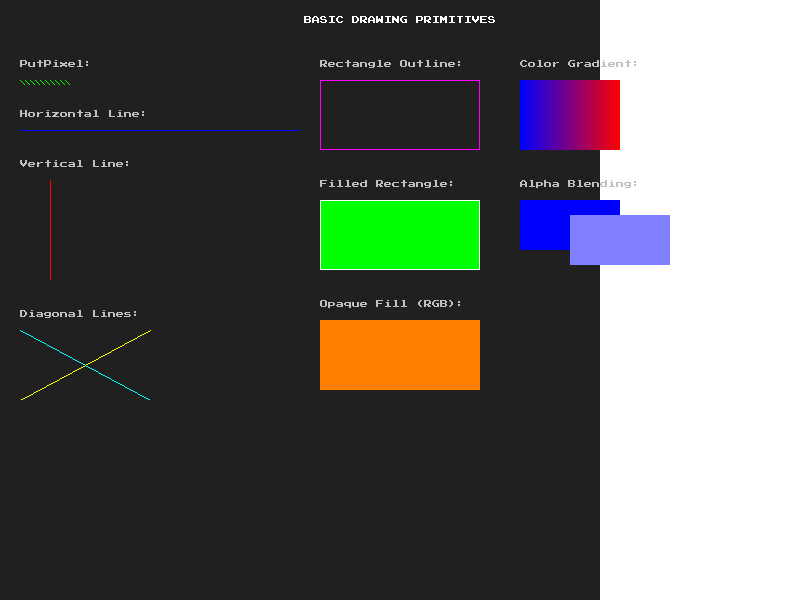 BASIC DRAWING PRIMITIVES
PutPixel:
Horizontal Line:
Vertical Line:
Diagonal Lines:
Rectangle Outline:
Filled Rectangle:
Opaque Fill (RGB):
Color Gradient:
Alpha Blending: